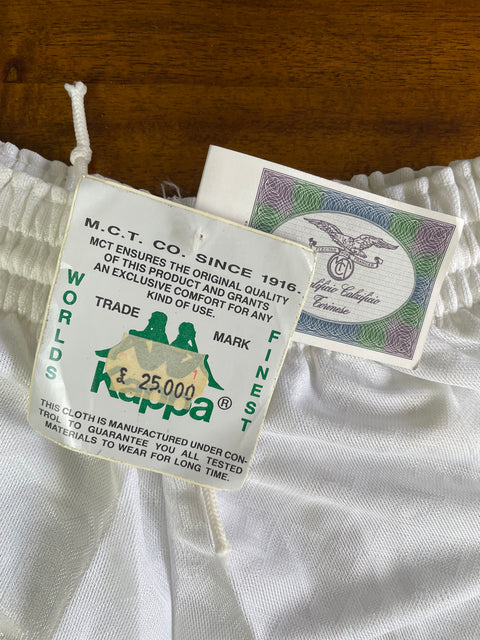 M.C.T. CO. SINCE 1916.
MCT ENSURES THE ORIGINAL QUALITY
OF THIS PRODUCT AND GRANTS
AN EXCLUSIVE COMFORT FOR ANY
KIND OF USE.
WORLDS
TRADE MARK
FINEST
£ 25.000
Kappa®
THIS CLOTH IS MANUFACTURED UNDER CON-
TROL TO GUARANTEE YOU ALL TESTED
MATERIALS TO WEAR FOR LONG TIME.
Calzificio
Torinese